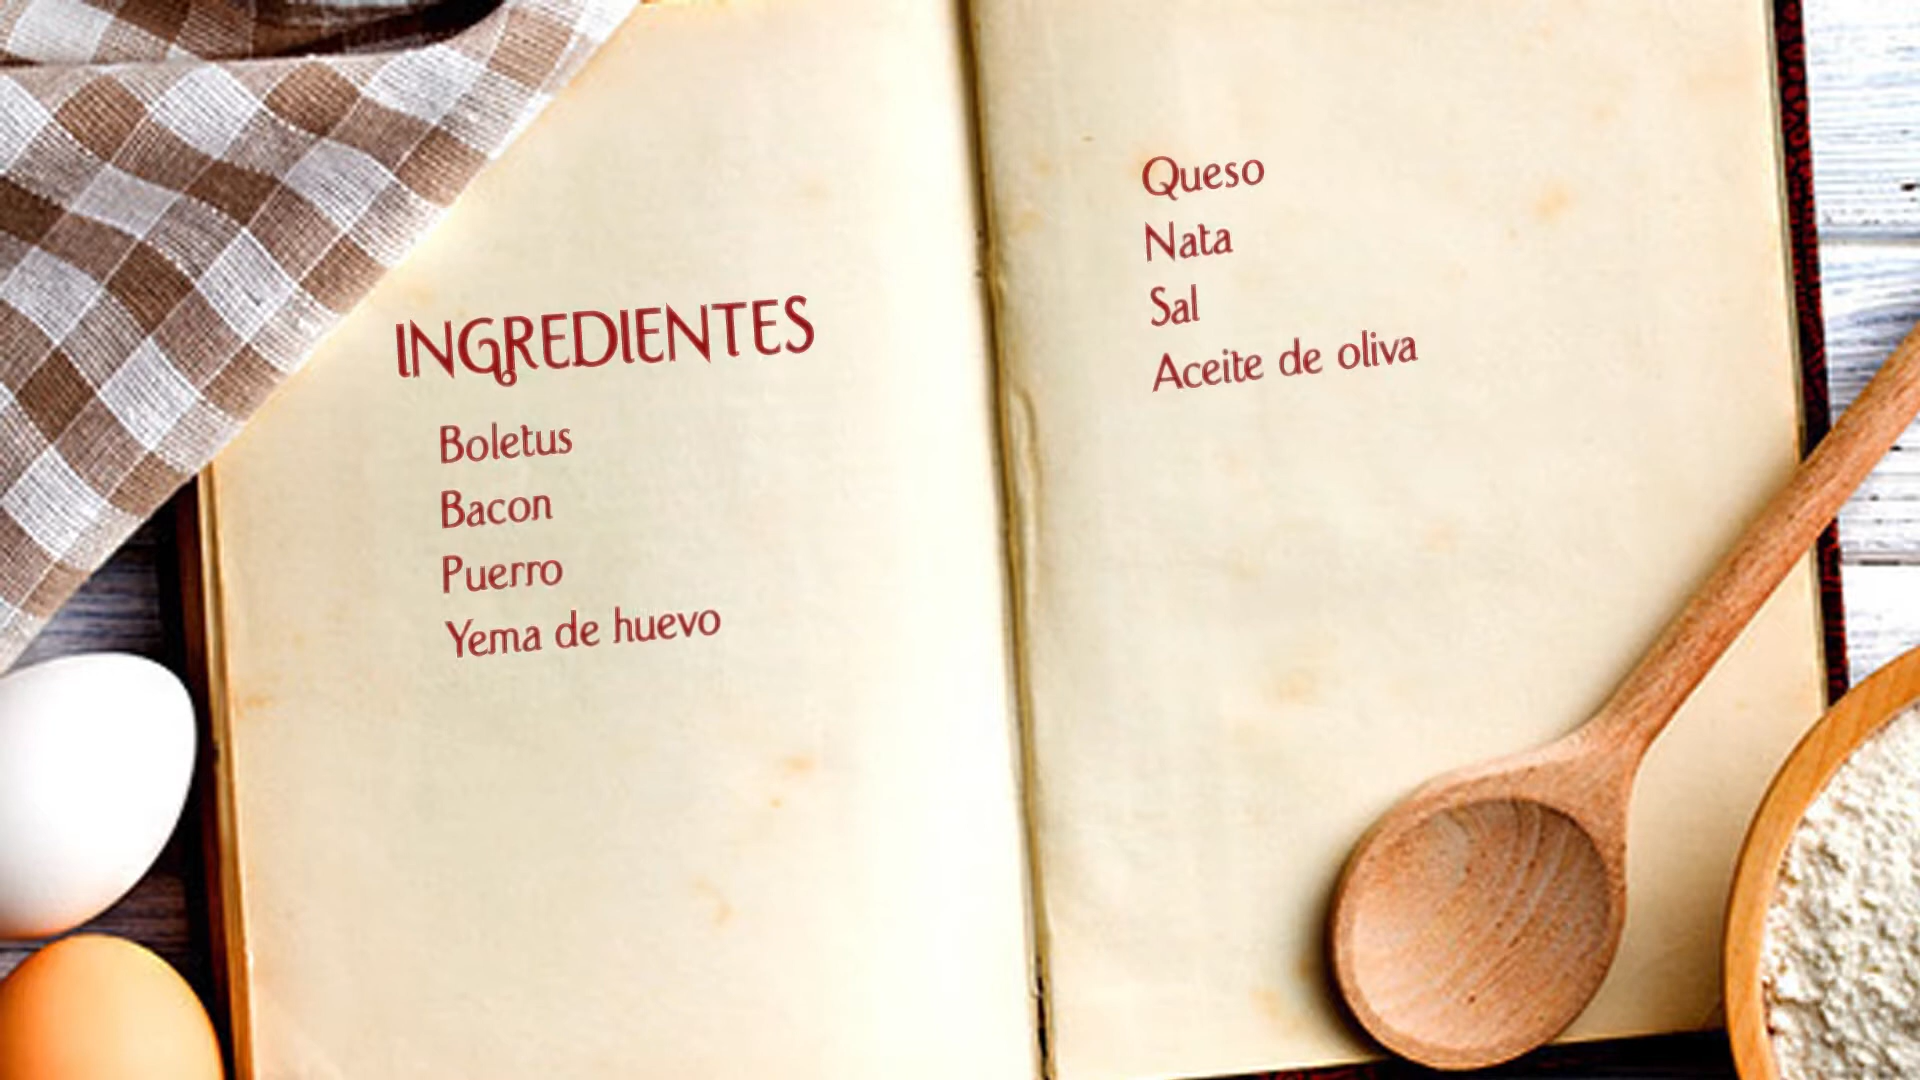 INGREDIENTES
Boletus
Bacon
Puerro
Yema de huevo
Queso
Nata
Sal
Aceite de oliva